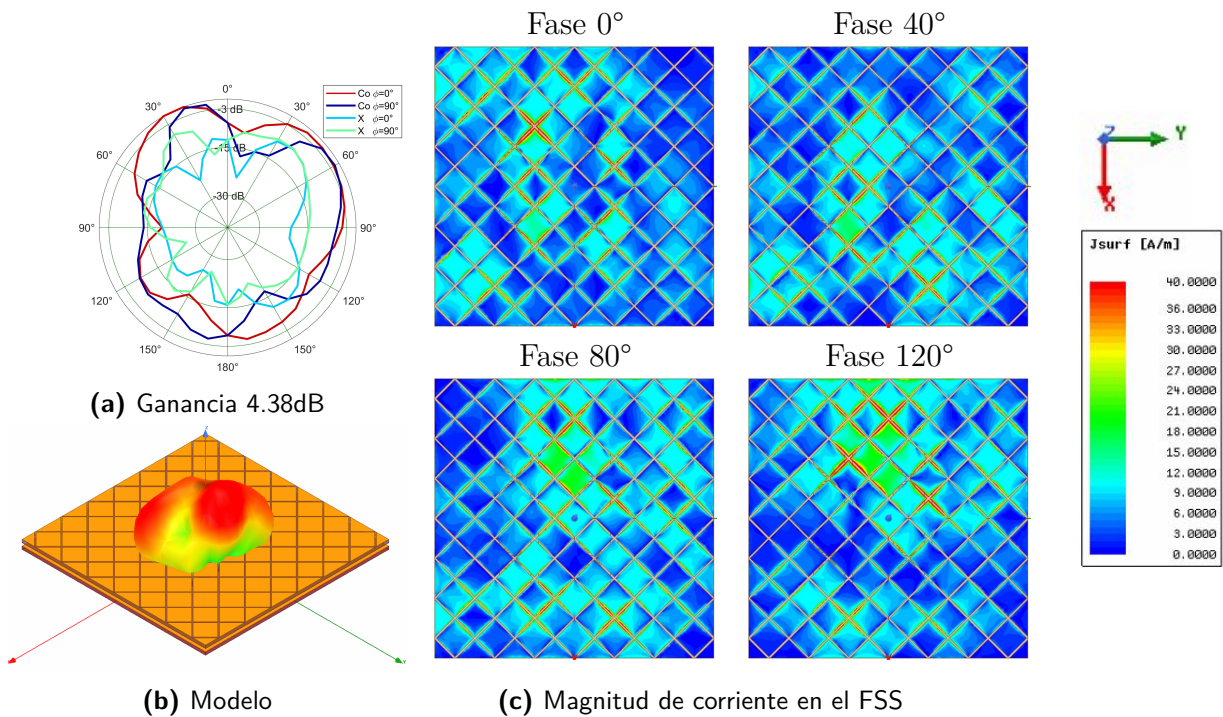 Fase 0°
Fase 40°
0°
30°
30°
60°
60°
90°
90°
120°
120°
150°
150°
180°
-3 dB
-15 dB
-30 dB
Co ϕ=0°
Co ϕ=90°
X ϕ=0°
X ϕ=90°
(a) Ganancia 4.38dB
Z
Y
X
Jsurf [A/m]
40.0000
36.0000
33.0000
30.0000
27.0000
24.0000
21.0000
18.0000
15.0000
12.0000
9.0000
6.0000
3.0000
0.0000
Fase 80°
Fase 120°
(b) Modelo
(c) Magnitud de corriente en el FSS